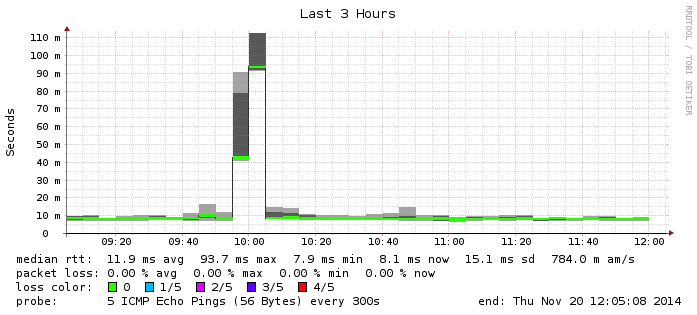 Last 3 Hours
RRDTOOL / TOBI OETIKER
Seconds
110 m
100 m
90 m
80 m
70 m
60 m
50 m
40 m
30 m
20 m
10 m
0
09:20 09:40 10:00 10:20 10:40 11:00 11:20 11:40 12:00
median rtt: 11.9 ms avg 93.7 ms max 7.9 ms min 8.1 ms now 15.1 ms sd 784.0 m am/s
packet loss: 0.00 % avg 0.00 % max 0.00 % min 0.00 % now
loss color: 0 1/5 2/5 3/5 4/5
probe: 5 ICMP Echo Pings (56 Bytes) every 300s end: Thu Nov 20 12:05:08 2014